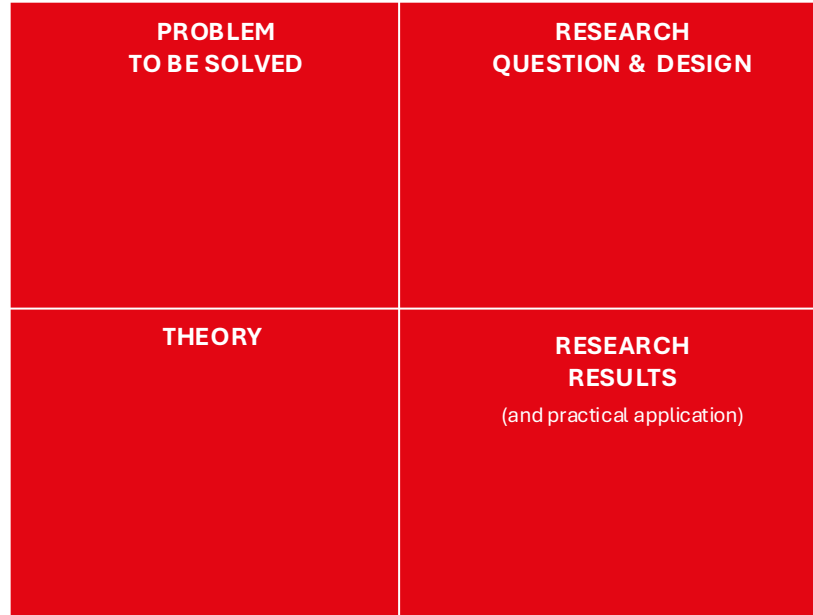 PROBLEM
TO BE SOLVED
RESEARCH
QUESTION & DESIGN
THEORY
RESEARCH
RESULTS
(and practical application)